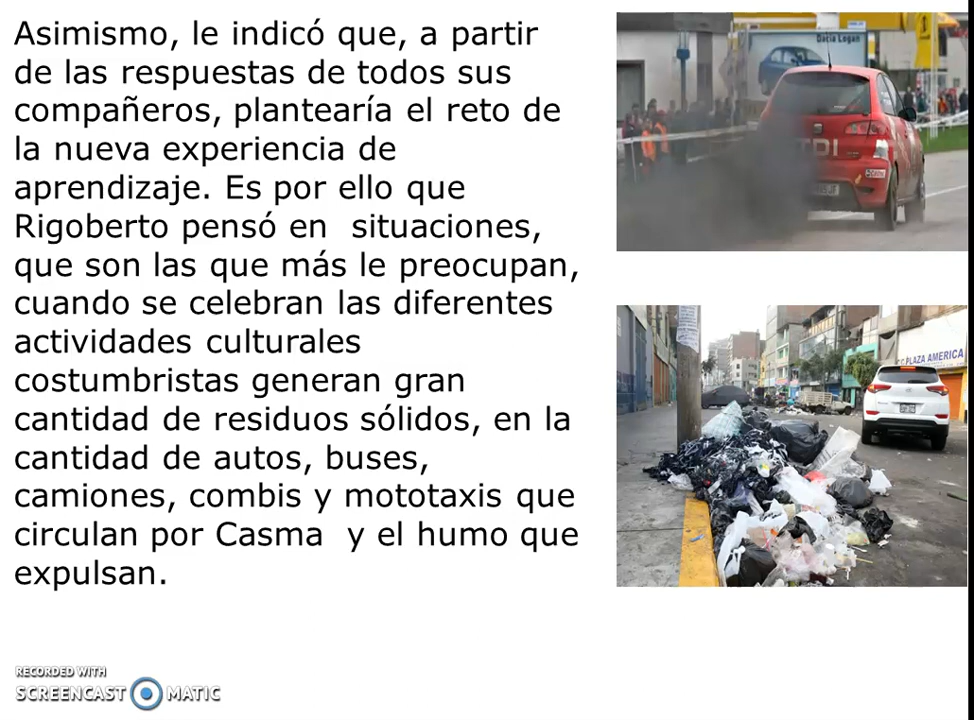 Asimismo, le indicó que, a partir
de las respuestas de todos sus
compañeros, plantearía el reto de
la nueva experiencia de
aprendizaje. Es por ello que
Rigoberto pensó en  situaciones,
que son las que más le preocupan,
cuando se celebran las diferentes
actividades culturales
costumbristas generan gran
cantidad de residuos sólidos, en la
cantidad de autos, buses,
camiones, combis y mototaxis que
circulan por Casma  y el humo que
expulsan.
Dacia Logan
TDI
PLAZA AMERICA
RECORDED WITH
SCREENCAST MATIC